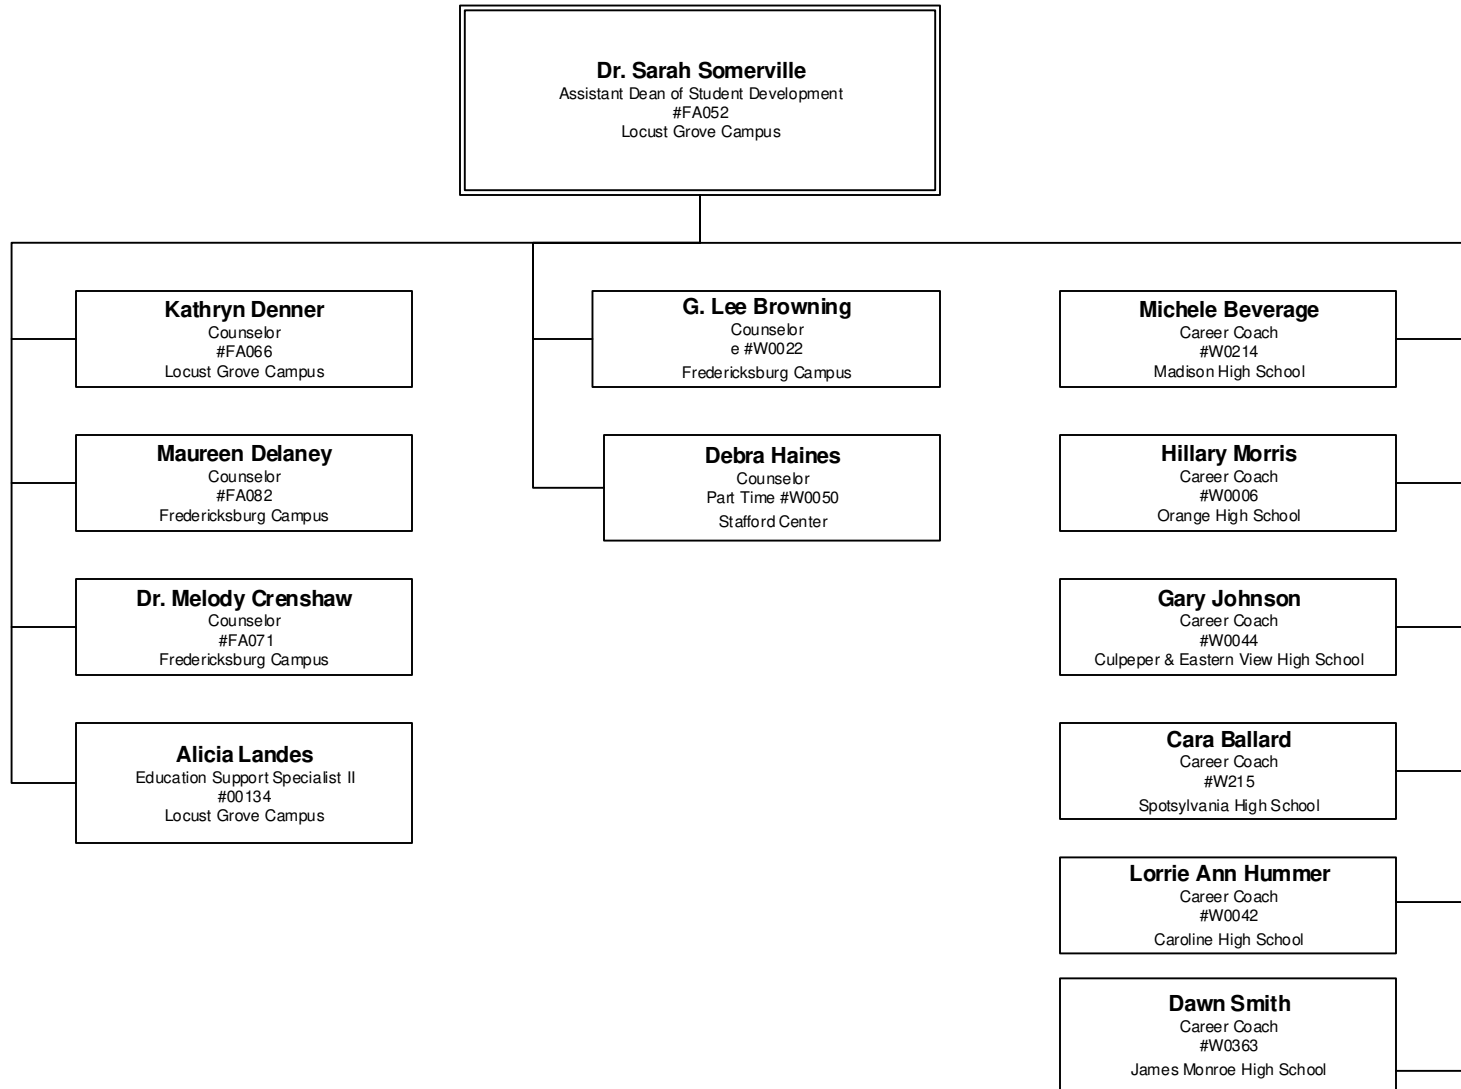 Dr. Sarah Somerville
Assistant Dean of Student Development
#FA052
Locust Grove Campus
Kathryn Denner
Counselor
#FA066
Locust Grove Campus
Maureen Delaney
Counselor
#FA082
Fredericksburg Campus
Dr. Melody Crenshaw
Counselor
#FA071
Fredericksburg Campus
Alicia Landes
Education Support Specialist II
#00134
Locust Grove Campus
G. Lee Browning
Counselor
e #W0022
Fredericksburg Campus
Debra Haines
Counselor
Part Time #W0050
Stafford Center
Michele Beverage
Career Coach
#W0214
Madison High School
Hillary Morris
Career Coach
#W0006
Orange High School
Gary Johnson
Career Coach
#W0044
Culpeper & Eastern View High School
Cara Ballard
Career Coach
#W215
Spotsylvania High School
Lorrie Ann Hummer
Career Coach
#W0042
Caroline High School
Dawn Smith
Career Coach
#W0363
James Monroe High School